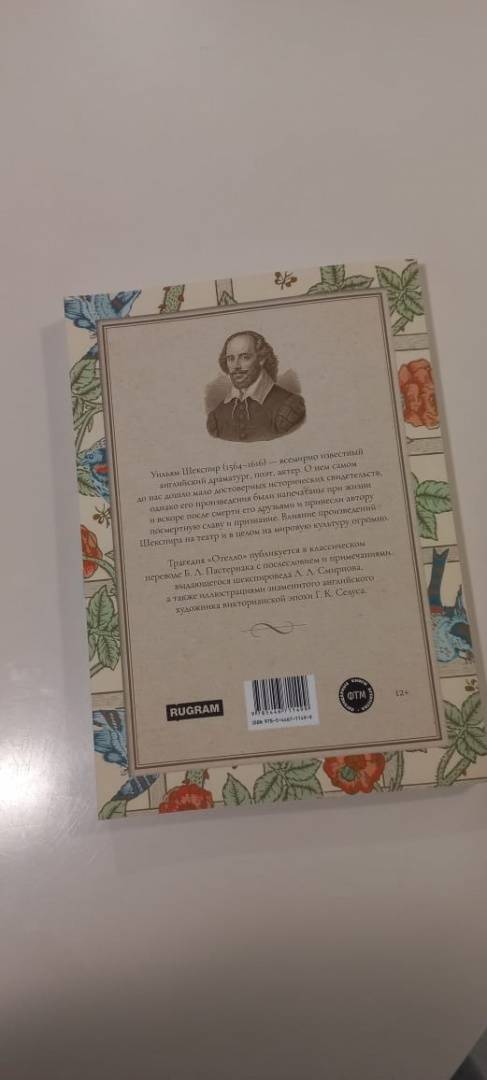 Уильям Шекспир (1564–1616) — всемирно известный
английский драматург, поэт, актер. О нем самом
до нас дошло мало достоверных исторических свидетельств,
однако его произведения были напечатаны при жизни
и вскоре после смерти его друзьями и принесли автору
посмертную славу и признание. Влияние произведений
Шекспира на театр и в целом на мировую культуру огромно.
Трагедия «Отелло» публикуется в классическом
переводе Б. Л. Пастернака с послесловием и примечаниями
выдающегося шекспироведа А. А. Смирнова,
а также иллюстрациями знаменитого английского
художника викторианской эпохи Г. К. Селуса.
RUGRAM
ФТМ
12+